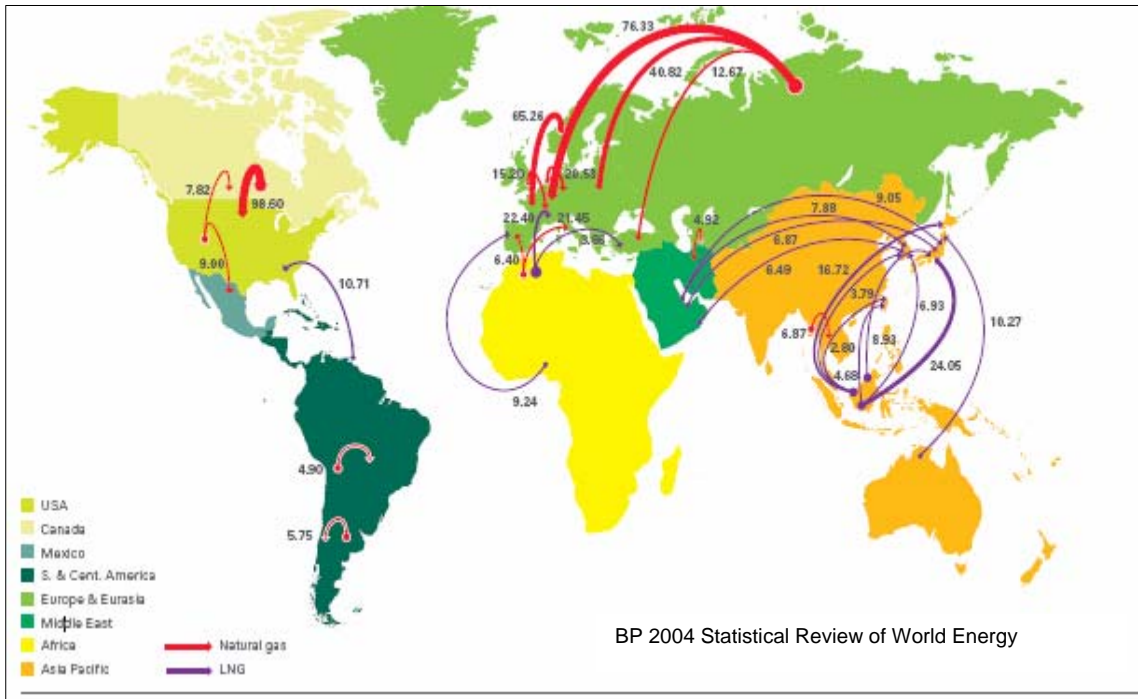 76.33
40.82
12.67
65.26
15.20
20.53
7.82
98.60
9.05
7.88
22.40
21.45
4.92
3.66
6.87
9.00
6.40
6.49
16.72
10.71
3.79
6.93
10.27
6.87
2.80
8.93
24.05
4.68
9.24
4.90
5.75
USA
Canada
Mexico
S. & Cent. America
Europe & Eurasia
Middle East
Africa
Asia Pacific
Natural gas
LNG
BP 2004 Statistical Review of World Energy